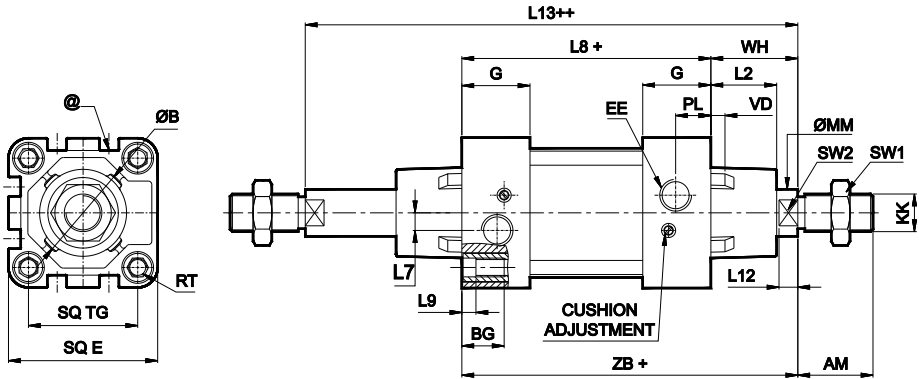 L13++
L8 +
WH
G
G
L2
@
ØB
EE
PL
VD
ØMM
SW2
SW1
KK
L7
RT
L12
L9
SQ TG
CUSHION
ADJUSTMENT
BG
SQ E
ZB +
AM